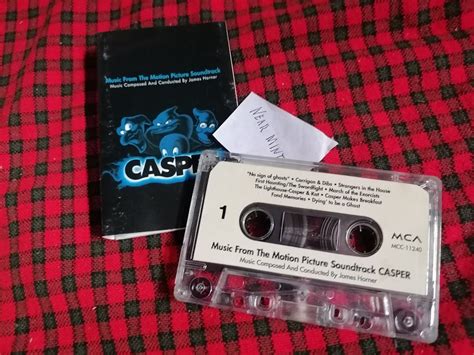 Music From The Motion Picture Soundtrack
Music Composed And Conducted By James Horner
CASPER
NEAR MINT
"No sign of ghosts" • Carrigan & Dibs • Strangers in the House
First Haunting/The Swordfight • March of the Exorcists
The Lighthouse-Casper & Kat • Casper Makes Breakfast
Fond Memories • Dying' to be a Ghost
1
MCA
MCC-11240
Music From The Motion Picture Soundtrack CASPER
Music Composed And Conducted By James Horner